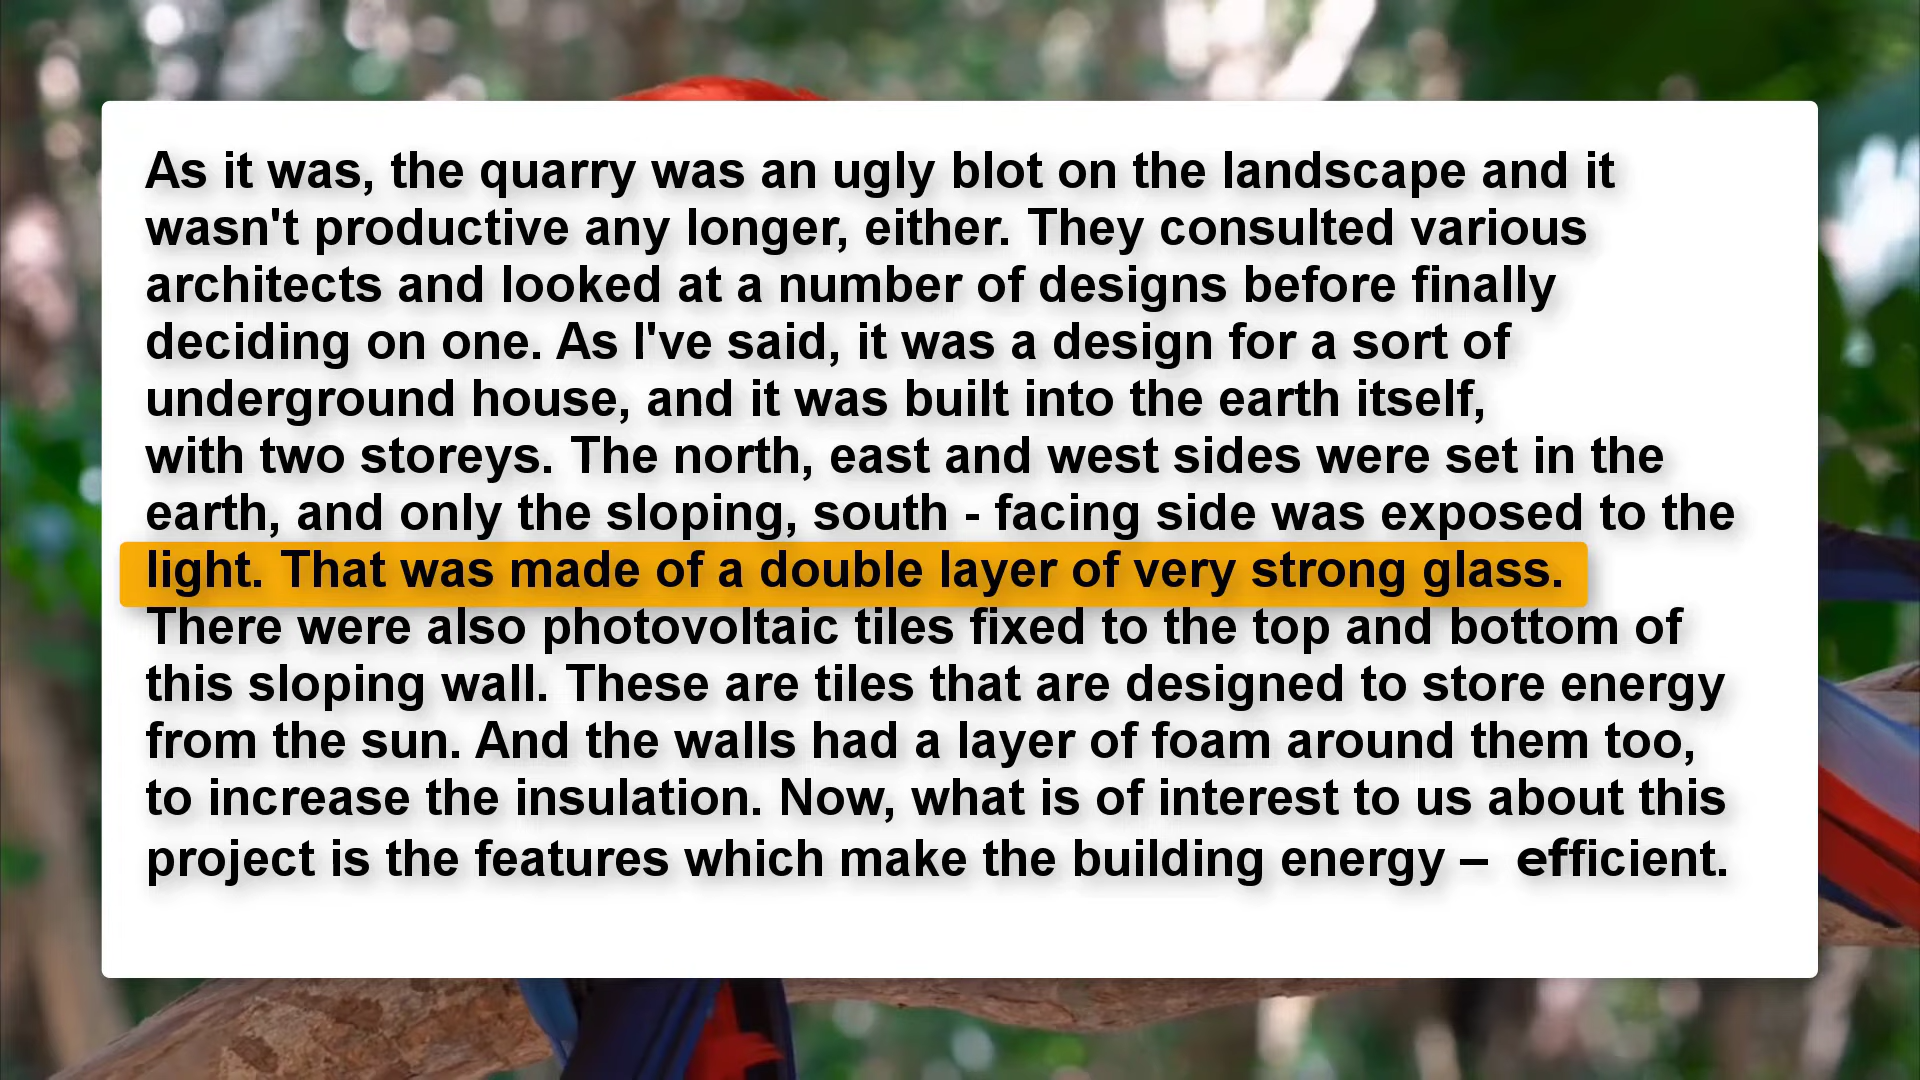 As it was, the quarry was an ugly blot on the landscape and it
wasn't productive any longer, either. They consulted various
architects and looked at a number of designs before finally
deciding on one. As I've said, it was a design for a sort of
underground house, and it was built into the earth itself,
with two storeys. The north, east and west sides were set in the
earth, and only the sloping, south - facing side was exposed to the
light. That was made of a double layer of very strong glass.
There were also photovoltaic tiles fixed to the top and bottom of
this sloping wall. These are tiles that are designed to store energy
from the sun. And the walls had a layer of foam around them too,
to increase the insulation. Now, what is of interest to us about this
project is the features which make the building energy – efficient.